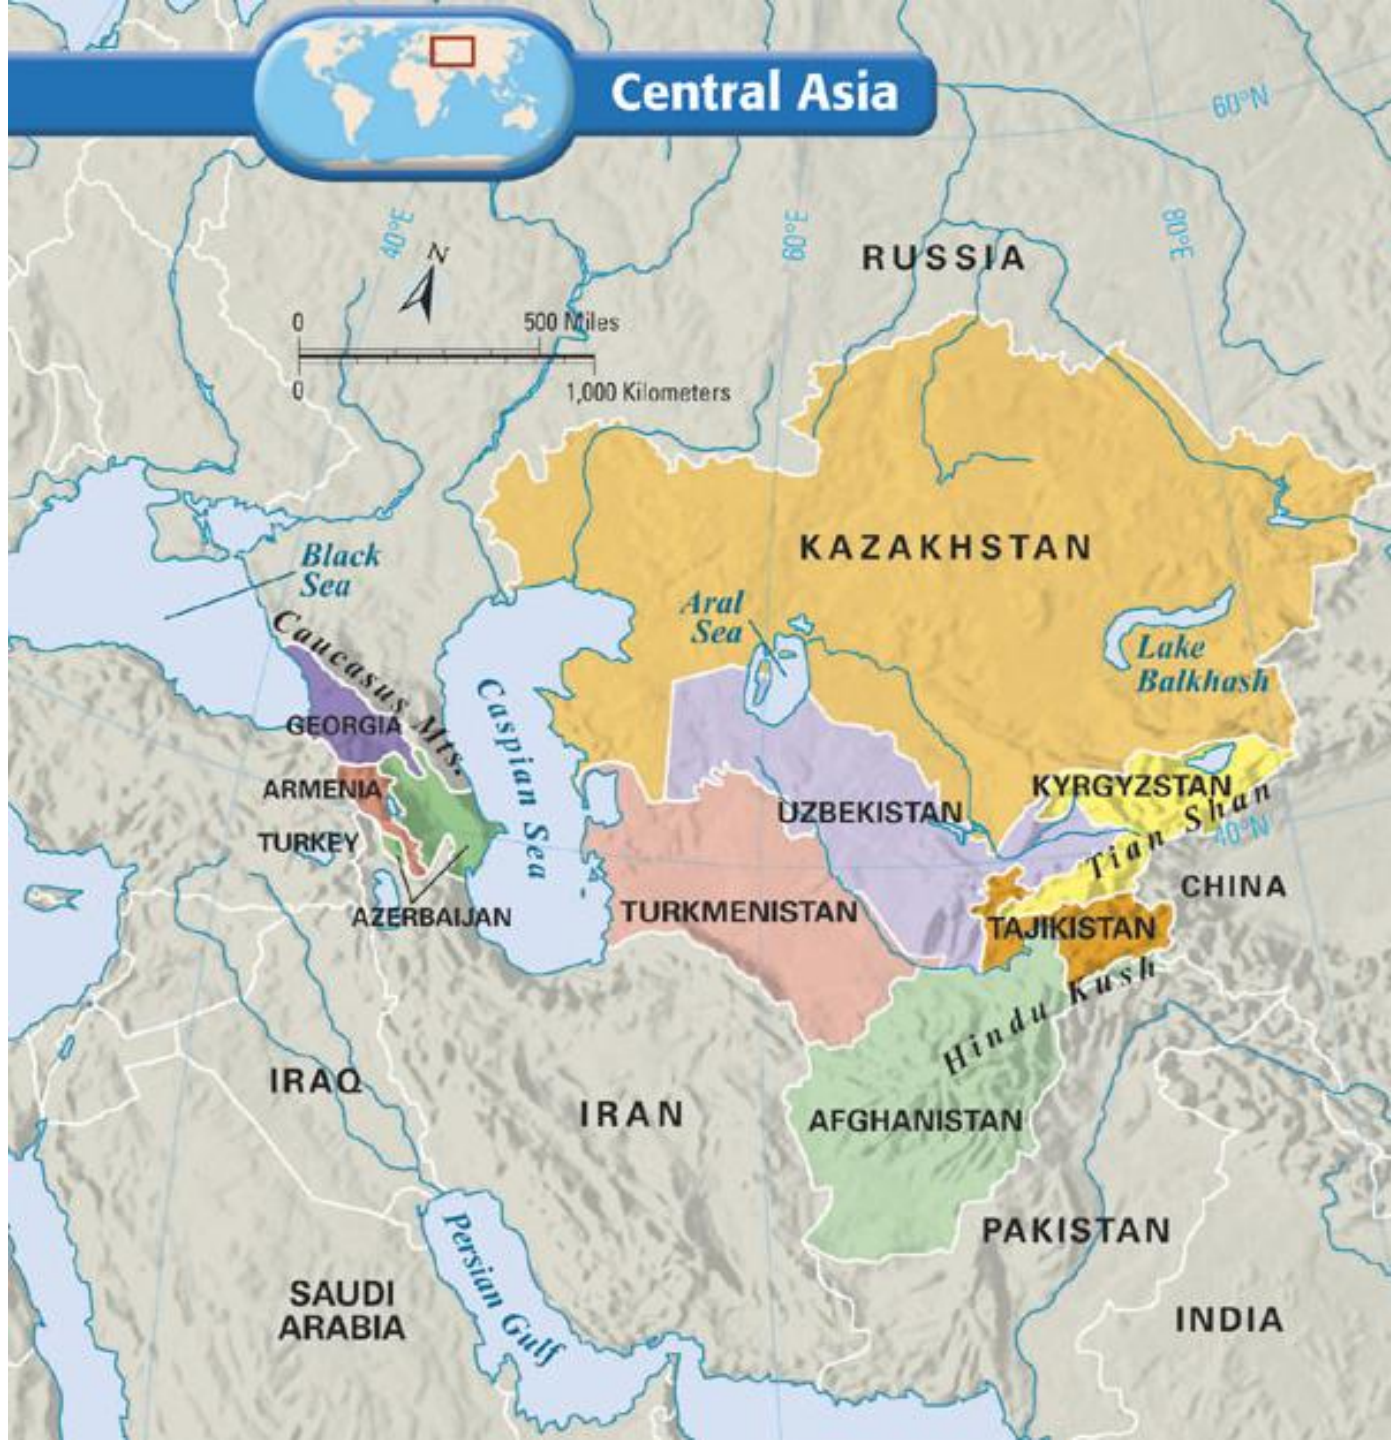 Central Asia
60°N
40°E
60°E
80°E
N
RUSSIA
0
500 Miles
0
1,000 Kilometers
KAZAKHSTAN
Black
Sea
Aral
Sea
Caucasus Mts.
Lake
Balkhash
Caspian Sea
GEORGIA
ARMENIA
KYRGYZSTAN
UZBEKISTAN
Tian Shan
40°N
TURKEY
CHINA
AZERBAIJAN
TURKMENISTAN
TAJIKISTAN
Hindu Kush
IRAQ
IRAN
AFGHANISTAN
PAKISTAN
Persian Gulf
SAUDI
ARABIA
INDIA